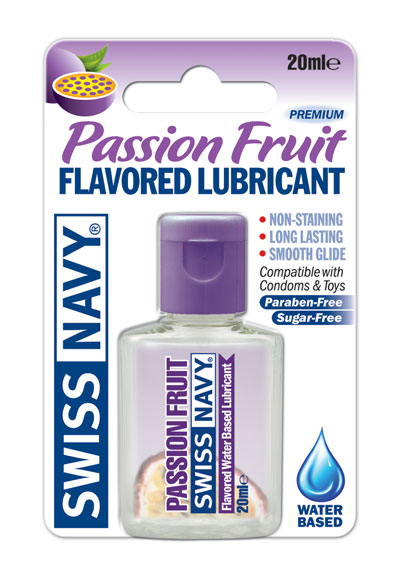 20ml℮
PREMIUM
Passion Fruit
FLAVORED LUBRICANT
• NON-STAINING
• LONG LASTING
• SMOOTH GLIDE
Compatible with
Condoms & Toys
Paraben-Free
Sugar-Free
SWISS NAVY®
PASSION FRUIT
SWISS NAVY®
Flavored Water Based Lubricant
20ml℮
WATER
BASED